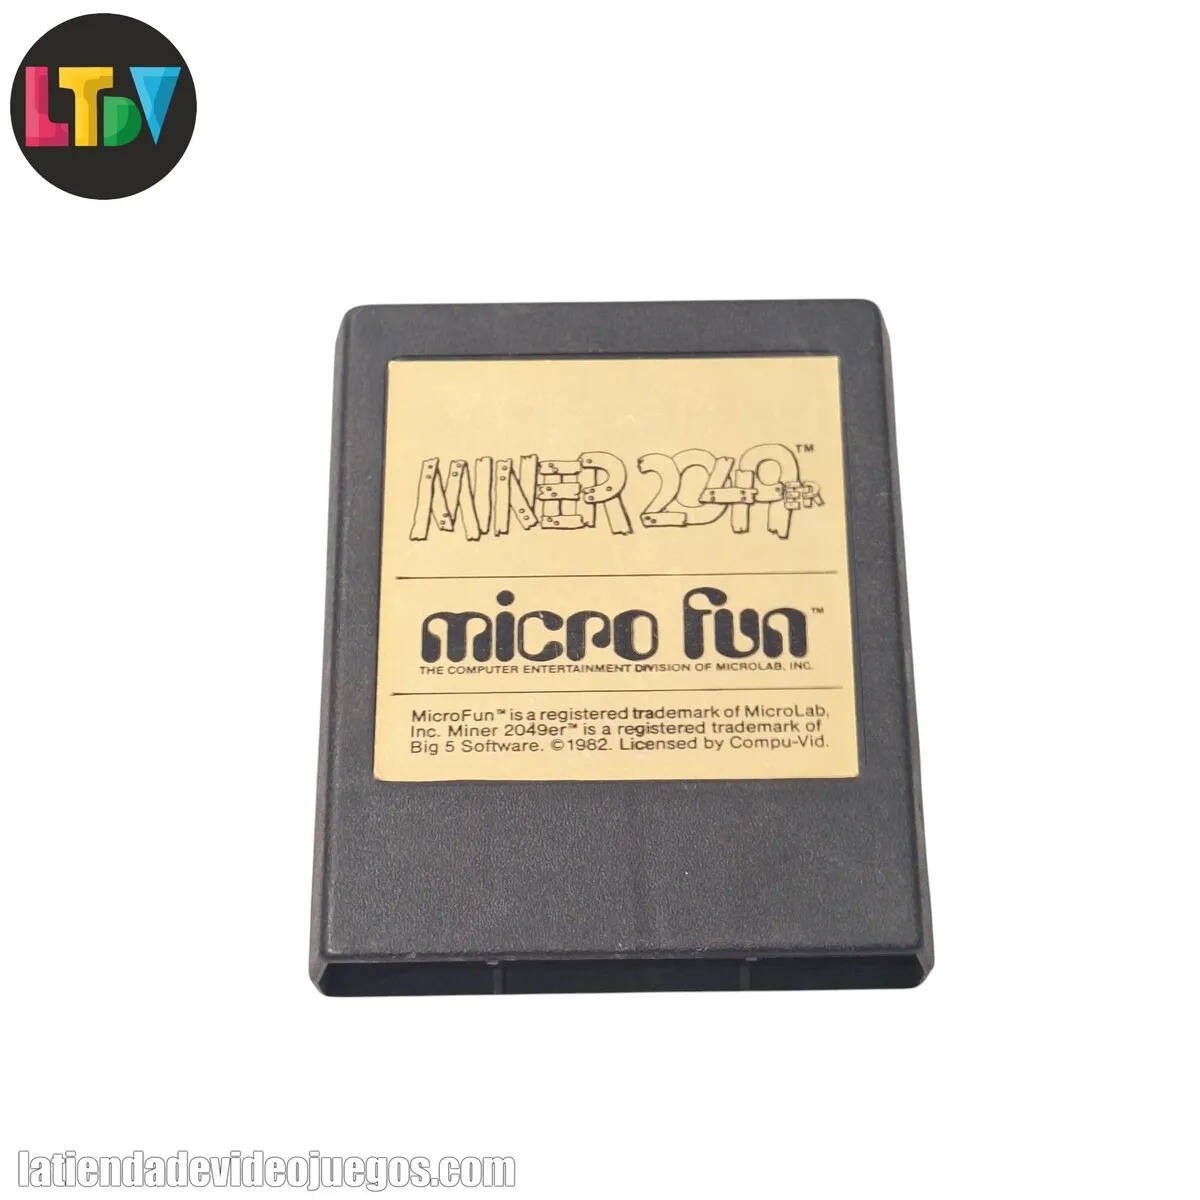 LTDV
MINER 2049ER™
micro fun™
THE COMPUTER ENTERTAINMENT DIVISION OF MICROLAB, INC.
MicroFun™ is a registered trademark of MicroLab,
Inc. Miner 2049er™ is a registered trademark of
Big 5 Software. ©1982. Licensed by Compu-Vid.
latiendadevideojuegos.com